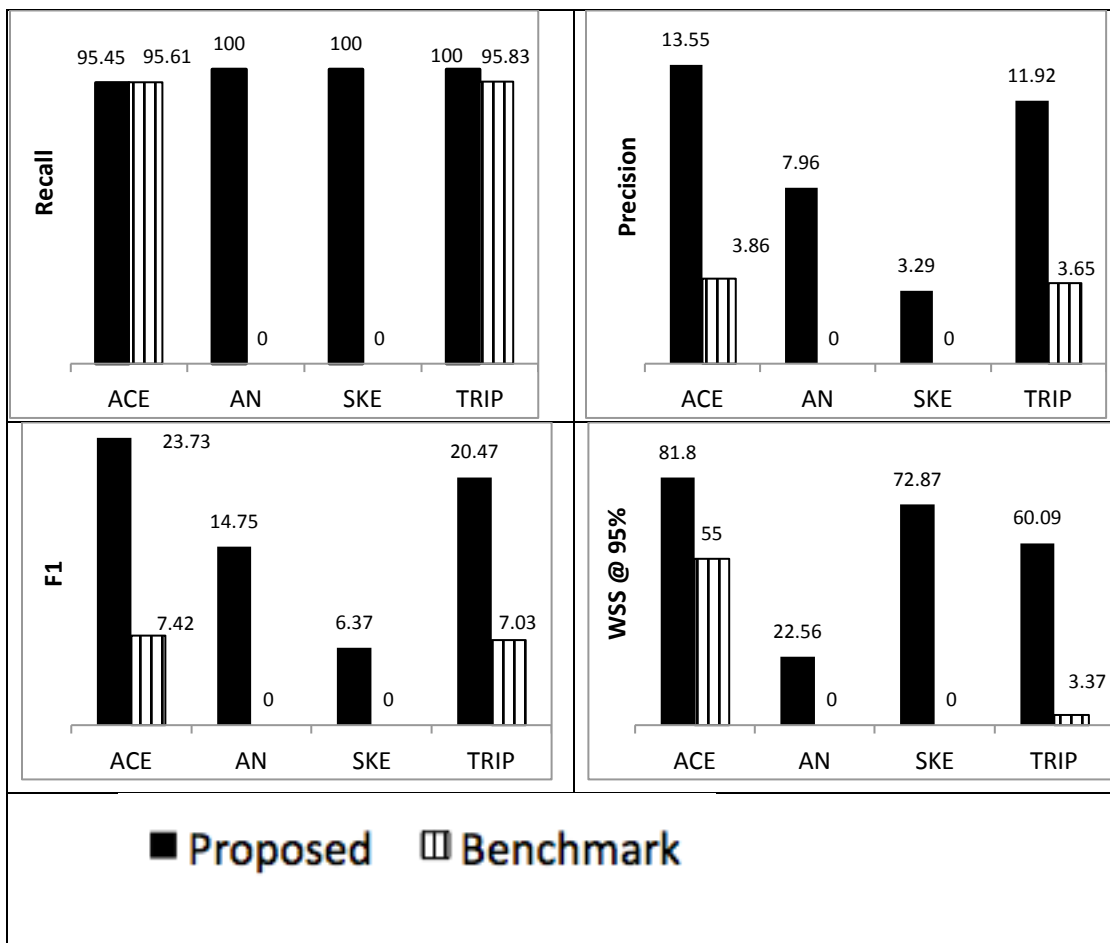 95.45 95.61 100 100 100 95.83
Recall
0 0
ACE AN SKE TRIP
13.55
11.92
7.96
Precision
3.86 3.29 3.65
0 0
ACE AN SKE TRIP
23.73
20.47
14.75
F1
7.42 6.37 7.03
0 0
ACE AN SKE TRIP
81.8
72.87
60.09
55
WSS @ 95%
22.56
3.37
0 0
ACE AN SKE TRIP
Proposed Benchmark